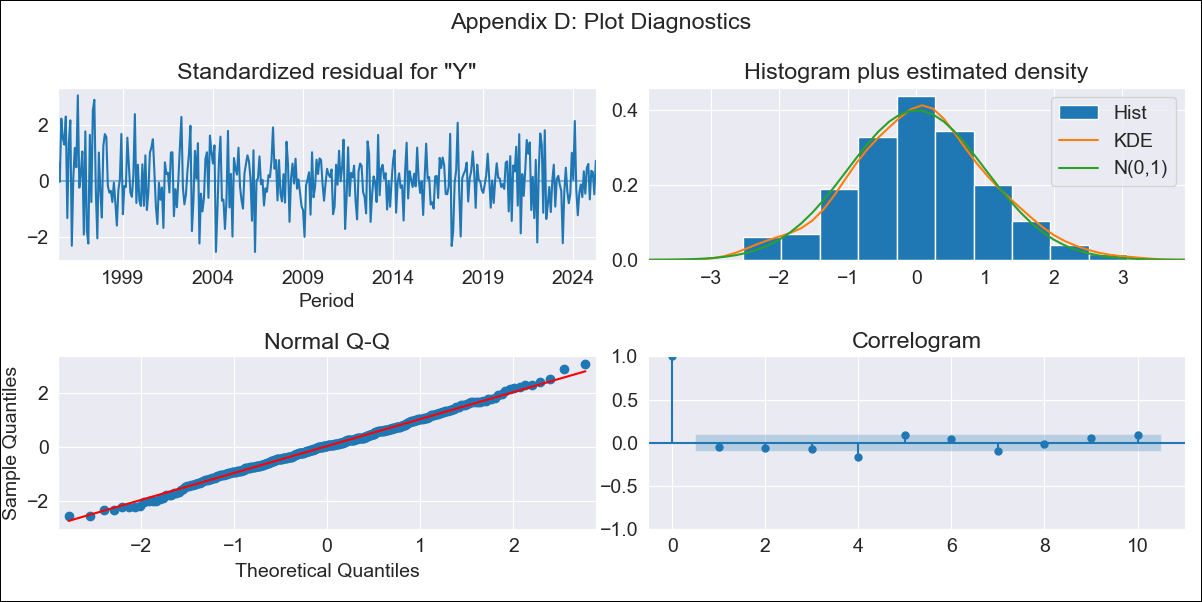 Appendix D: Plot Diagnostics
Standardized residual for "Y"
2
0
−2
1999 2004 2009 2014 2019 2024
Period
Histogram plus estimated density
0.4
0.2
0.0
−3 −2 −1 0 1 2 3
Hist
KDE
N(0,1)
Normal Q-Q
Sample Quantiles
2
0
−2
−2 −1 0 1 2
Theoretical Quantiles
Correlogram
1.0
0.5
0.0
−0.5
−1.0
0 2 4 6 8 10